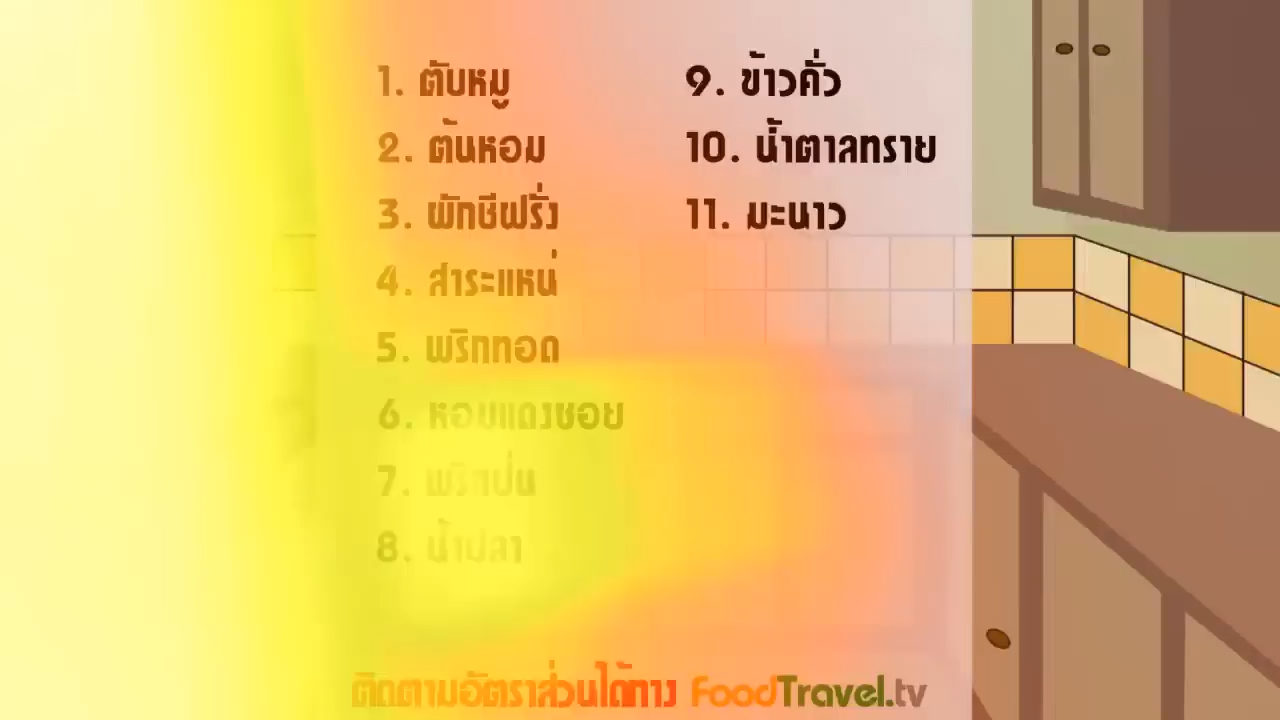 1. ตับหมู
2. ต้นหอม
3. ผักชีฝรั่ง
4. สาระแหน่
5. พริกทอด
6. หอมแดงซอย
7. พริกป่น
8. น้ำปลา
9. ข้าวคั่ว
10. น้ำตาลทราย
11. มะนาว
ติดตามอัตราส่วนได้ทาง FoodTravel.tv